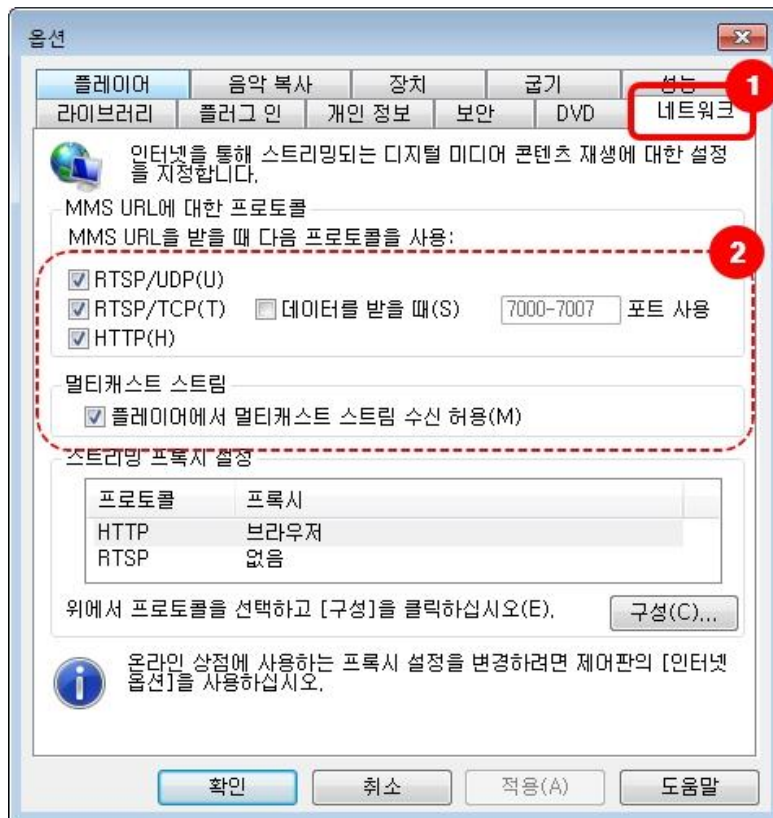 옵션
플레이어 음악 복사 장치 굽기 성능
1
라이브러리 플러그 인 개인 정보 보안 DVD 네트워크
인터넷을 통해 스트리밍되는 디지털 미디어 콘텐츠 재생에 대한 설정
을 지정합니다.
MMS URL에 대한 프로토콜
MMS URL을 받을 때 다음 프로토콜을 사용:
2
RTSP/UDP(U)
RTSP/TCP(T) 데이터를 받을 때(S) 7000-7007 포트 사용
HTTP(H)
멀티캐스트 스트림
플레이어에서 멀티캐스트 스트림 수신 허용(M)
스트리밍 프록시 설정
프로토콜 프록시
HTTP 브라우저
RTSP 없음
위에서 프로토콜을 선택하고 [구성]을 클릭하십시오(E). 구성(C)...
온라인 상점에 사용하는 프록시 설정을 변경하려면 제어판의 [인터넷
옵션]을 사용하십시오.
확인 취소 적용(A) 도움말